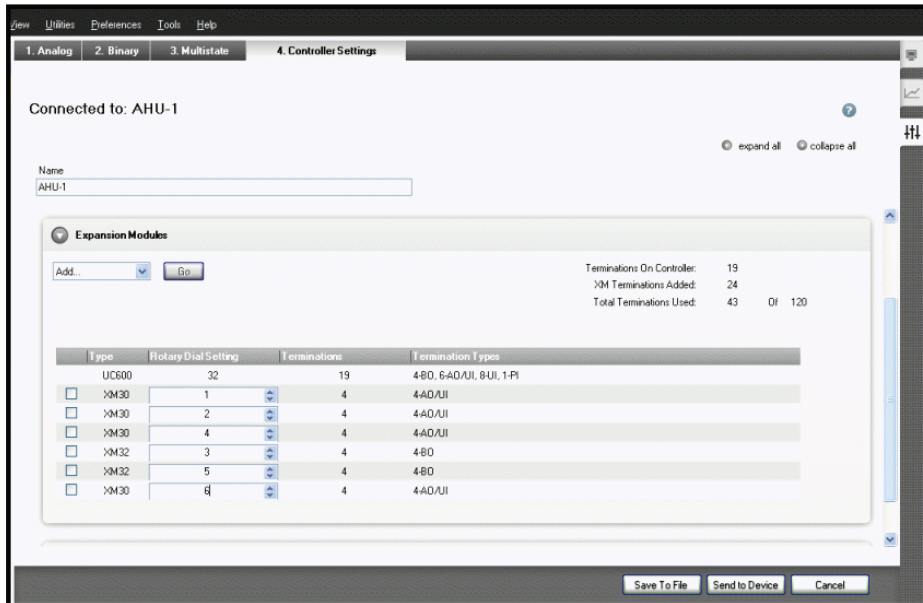 View Utilities Preferences Tools Help
1. Analog 2. Binary 3. Multistate 4. Controller Settings
Connected to: AHU-1
?
expand all collapse all
Name
AHU-1
Expansion Modules
Add... Go
Terminations On Controller: 19
XM Terminations Added: 24
Total Terminations Used: 43 Of 120
Type Rotary Dial Setting Terminations Termination Types
UC600 32 19 4-BO, 6-AO/UI, 8-UI, 1-PI
XM30 1 4 4-AO/UI
XM30 2 4 4-AO/UI
XM30 4 4 4-AO/UI
XM32 3 4 4-BO
XM32 5 4 4-BO
XM30 6 4 4-AO/UI
Save To File Send to Device Cancel